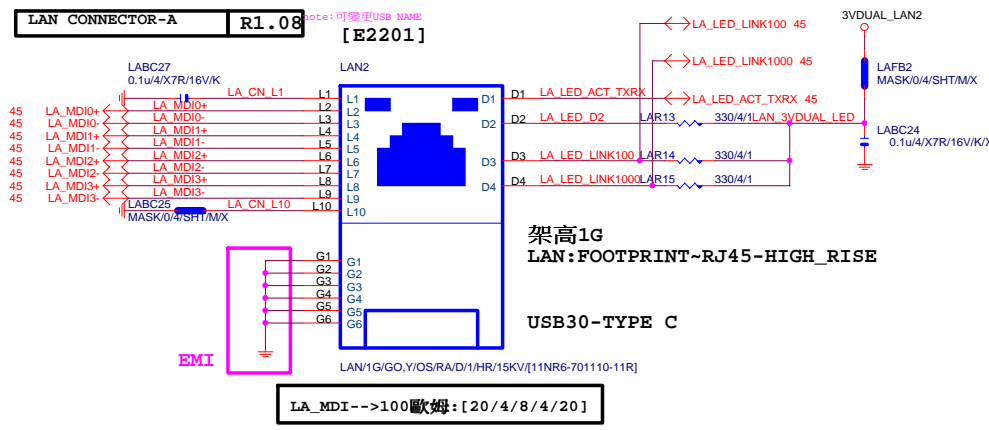 LAN CONNECTOR-A
R1.08
note:可變更USB NAME
[E2201]
LA_LED_LINK100 45
3VDUAL_LAN2
LA_LED_LINK1000 45
LABC27
0.1u/4/X7R/16V/K
LAN2
LAFB2
MASK/0/4/SHT/M/X
LA_CN_L1 L1 L1 D1 D1 LA_LED_ACT_TXRX
LA_LED_ACT_TXRX 45
45 LA_MDI0+ LA_MDI0+ L2 L2
45 LA_MDI0- LA_MDI0- L3 L3 D2 D2 LA_LED_D2 LAR13 330/4/1 LAN_3VDUAL_LED
45 LA_MDI1+ LA_MDI1+ L4 L4
LABC24
0.1u/4/X7R/16V/K/
45 LA_MDI1- LA_MDI1- L5 L5
45 LA_MDI2+ LA_MDI2+ L6 L6 D3 D3 LA_LED_LINK100 LAR14 330/4/1
45 LA_MDI2- LA_MDI2- L7 L7
45 LA_MDI3+ LA_MDI3+ L8 L8 D4 D4 LA_LED_LINK1000 LAR15 330/4/1
45 LA_MDI3- LA_MDI3- L9 L9
LABC25 LA_CN_L10 L10 L10
MASK/0/4/SHT/M/X
架高1G
LAN:FOOTPRINT~RJ45-HIGH_RISE
G1 G1
G2 G2
G3 G3
G4 G4
G5 G5
G6 G6
USB30-TYPE C
EMI
LAN/1G/GO,Y/OS/RA/D/1/HR/15KV/[11NR6-701110-11R]
LA_MDI-->100歐姆:[20/4/8/4/20]